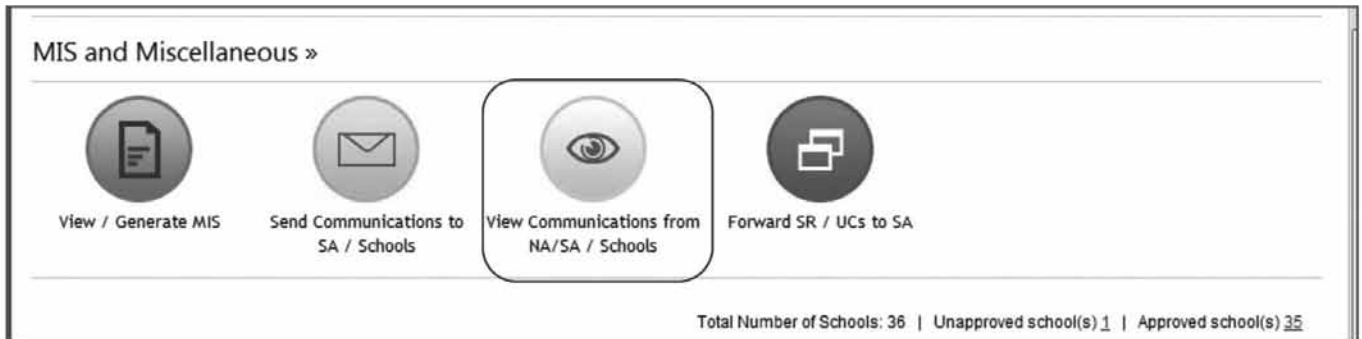 MIS and Miscellaneous »
View / Generate MIS
Send Communications to
SA / Schools
View Communications from
NA/SA / Schools
Forward SR / UCs to SA
Total Number of Schools: 36 | Unapproved school(s) 1 | Approved school(s) 35